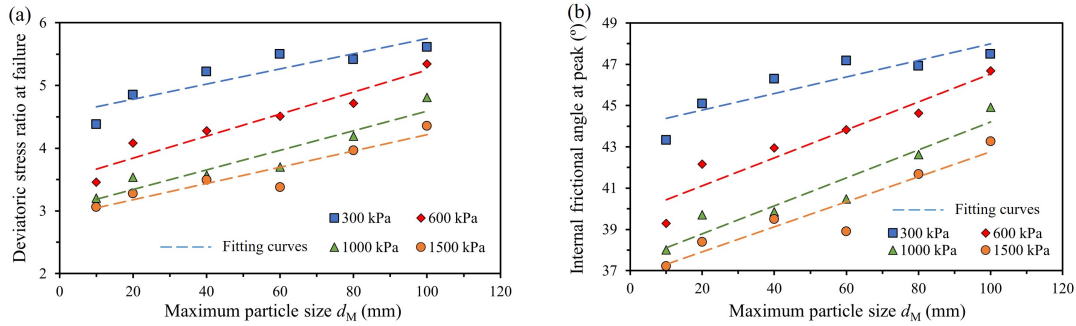 (a)
Deviatoric stress ratio at failure
6
5
4
3
2
0
20
40
60
80
100
120
Maximum particle size dM (mm)
300 kPa
600 kPa
Fitting curves
1000 kPa
1500 kPa
(b)
Internal frictional angle at peak (°)
49
47
45
43
41
39
37
0
20
40
60
80
100
120
Maximum particle size dM (mm)
Fitting curves
300 kPa
600 kPa
1000 kPa
1500 kPa